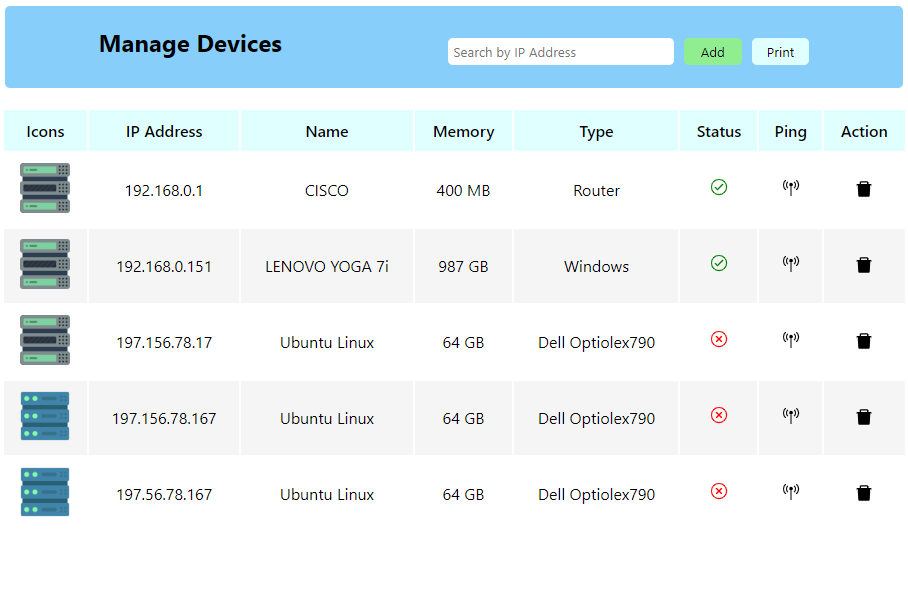 Manage Devices
Search by IP Address Add Print
Icons IP Address Name Memory Type Status Ping Action
192.168.0.1 CISCO 400 MB Router
192.168.0.151 LENOVO YOGA 7i 987 GB Windows
197.156.78.17 Ubuntu Linux 64 GB Dell Optiolex790
197.156.78.167 Ubuntu Linux 64 GB Dell Optiolex790
197.56.78.167 Ubuntu Linux 64 GB Dell Optiolex790